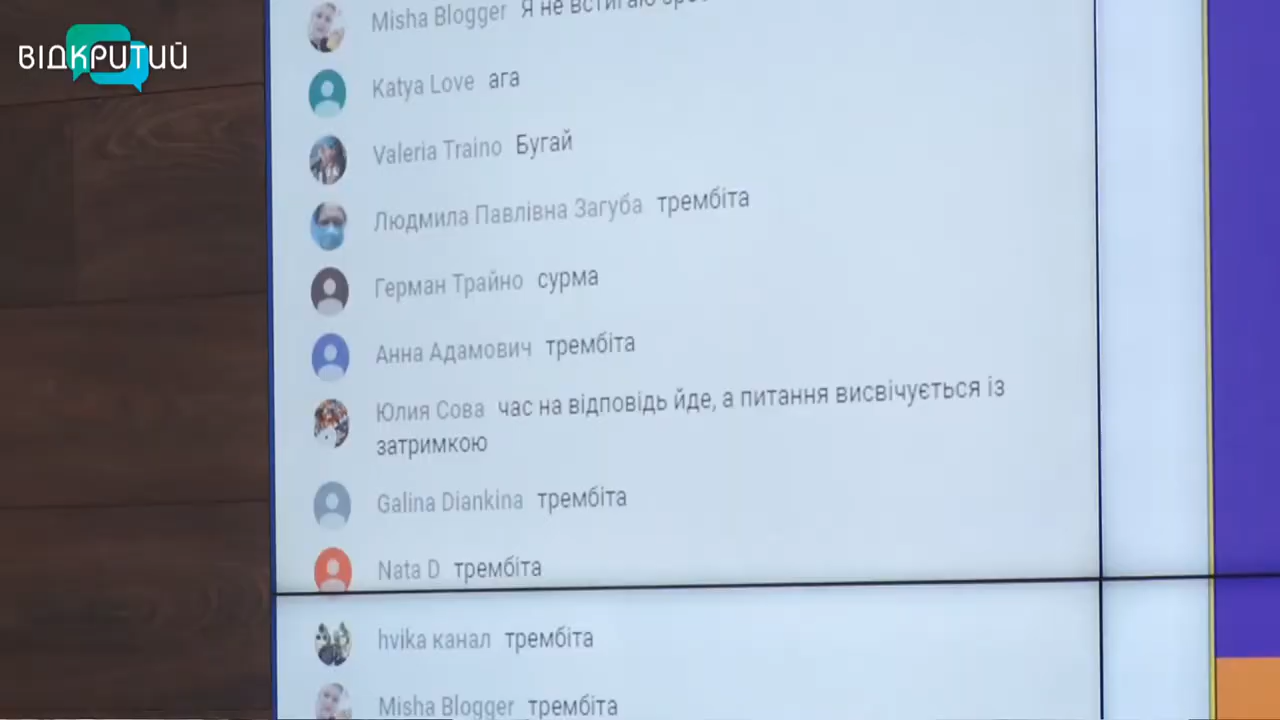 ВІДКРИТИЙ
Misha Blogger Я не встигаю
Katya Love ага
Valeria Traino Бугай
Людмила Павлівна Загуба трембіта
Герман Трайно сурма
Анна Адамович трембіта
Юлия Сова час на відповідь йде, а питання висвічується із
затримкою
Galina Diankina трембіта
Nata D трембіта
hvika канал трембіта
Misha Blogger трембіта